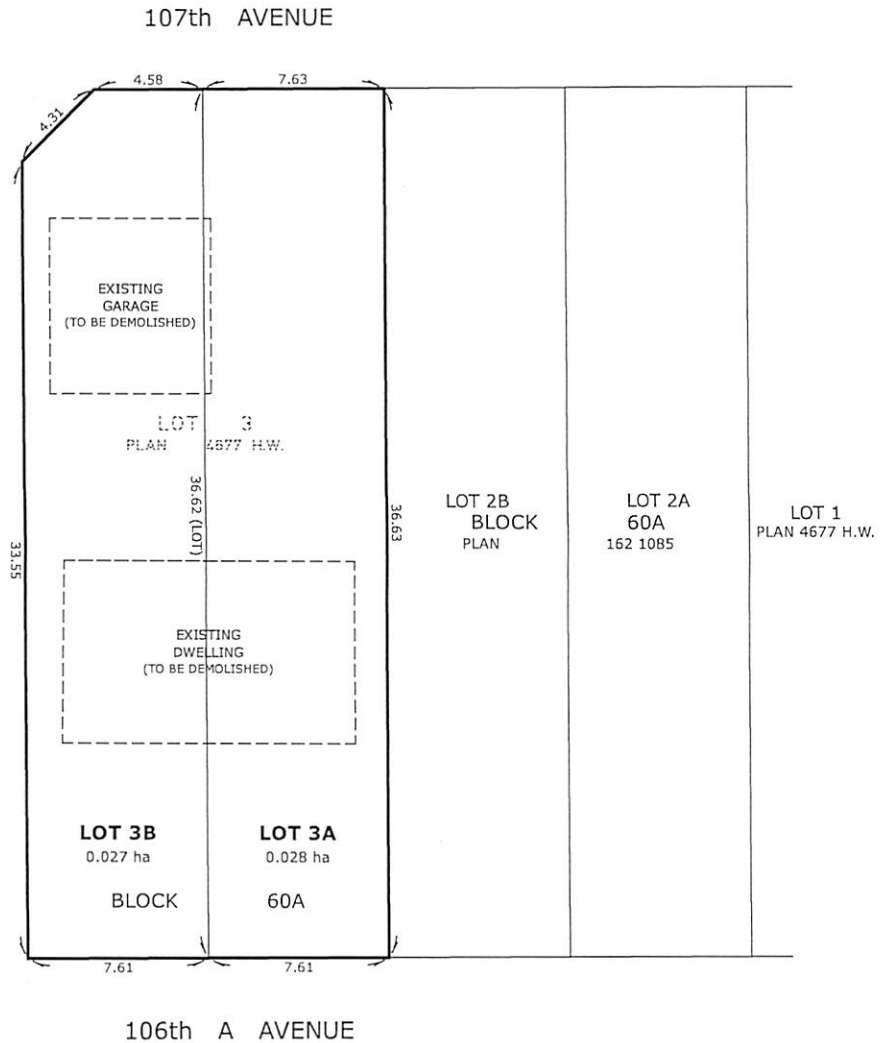 107th AVENUE
4.58
7.63
4.31
EXISTING
GARAGE
(TO BE DEMOLISHED)
LOT 3
PLAN 4677 H.W.
36.62 (LOT)
36.63
33.55
LOT 2B
BLOCK
PLAN
LOT 2A
60A
162 1085
LOT 1
PLAN 4677 H.W.
EXISTING
DWELLING
(TO BE DEMOLISHED)
LOT 3B
0.027 ha
LOT 3A
0.028 ha
BLOCK 60A
7.61
7.61
106th A AVENUE